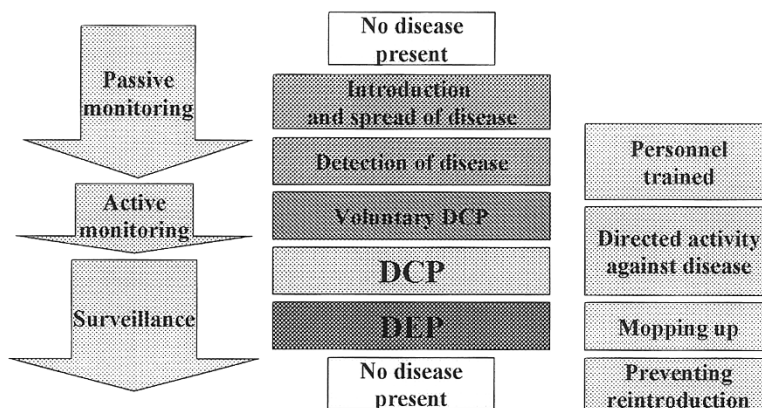 Passive
monitoring
Active
monitoring
Surveillance
No disease
present
Introduction
and spread of disease
Detection of disease
Voluntary DCP
DCP
DEP
No disease
present
Personnel
trained
Directed activity
against disease
Mopping up
Preventing
reintroduction